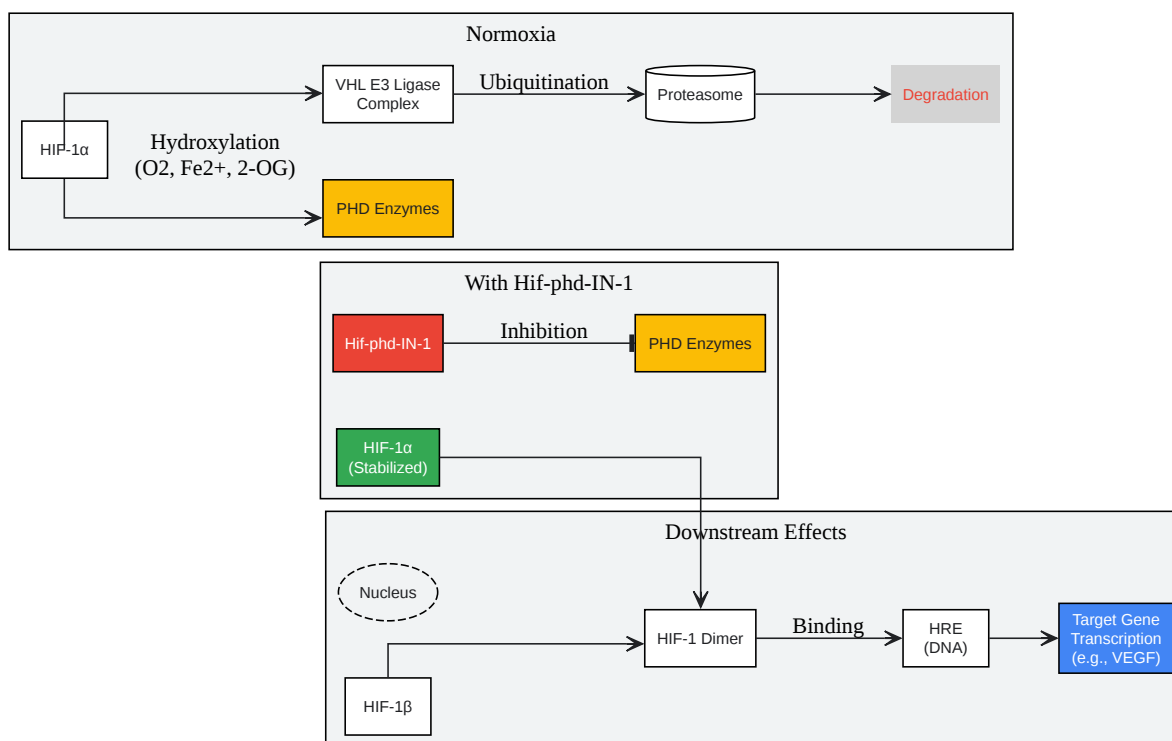 Normoxia
VHL E3 Ligase
Complex
Ubiquitination
Proteasome
Degradation
HIF-1α
Hydroxylation
(O2, Fe2+, 2-OG)
PHD Enzymes
With Hif-phd-IN-1
Hif-phd-IN-1
Inhibition
PHD Enzymes
HIF-1α
(Stabilized)
Downstream Effects
Nucleus
HIF-1 Dimer
Binding
HRE
(DNA)
Target Gene
Transcription
(e.g., VEGF)
HIF-1β